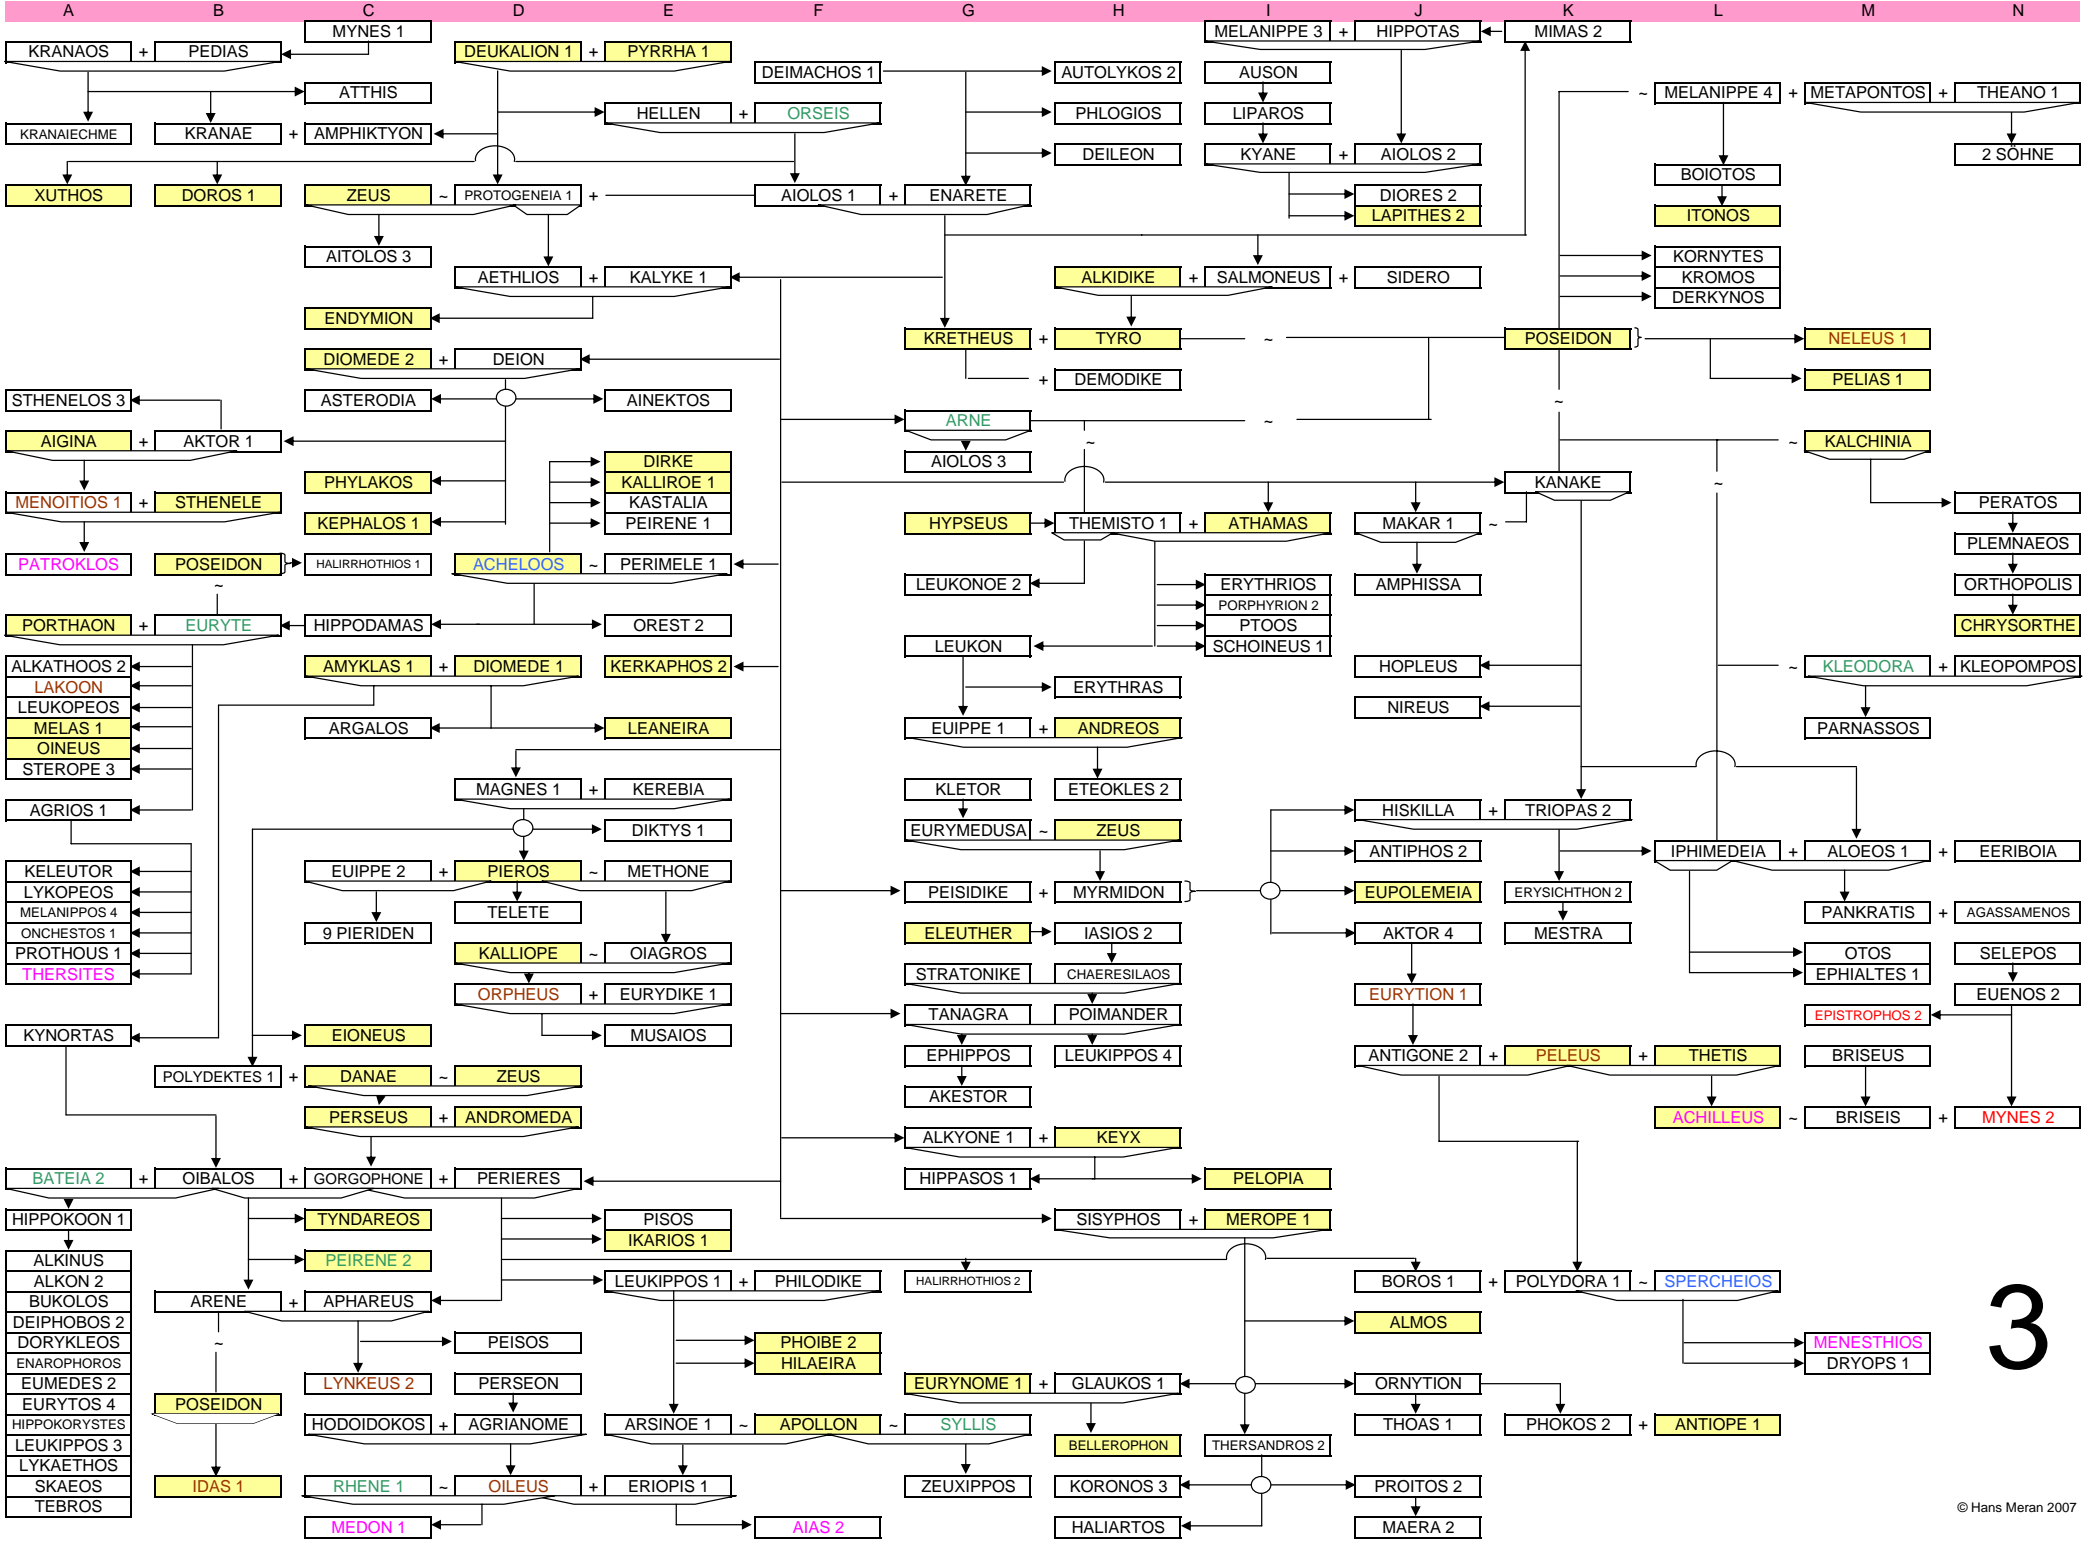 A B C D E F G H I J K L M N
MYNES 1 MELANIPPE 3 + HIPPOTAS MIMAS 2
KRANAOS + PEDIAS DEUKALION 1 + PYRRHA 1
DEIMACHOS 1 AUTOLYKOS 2 AUSON
ATTHIS ~ MELANIPPE 4 + METAPONTOS + THEANO 1
HELLEN + ORSEIS PHLOGIOS LIPAROS
KRANAIECHME KRANAE + AMPHIKTYON
DEILEON KYANE + AIOLOS 2 2 SÖHNE
BOIOTOS
XUTHOS DOROS 1 ZEUS ~ PROTOGENEIA 1 + AIOLOS 1 + ENARETE DIORES 2
LAPITHES 2 ITONOS
AITOLOS 3 KORNYTES
AETHLIOS + KALYKE 1 ALKIDIKE + SALMONEUS + SIDERO KROMOS
DERKYNOS
ENDYMION
KRETHEUS + TYRO ~ POSEIDON } NELEUS 1
DIOMEDE 2 + DEION
+ DEMODIKE PELIAS 1
STHENELOS 3 ASTERODIA AINEKTOS ~
ARNE ~
AIGINA + AKTOR 1 ~ ~ KALCHINIA
DIRKE AIOLOS 3
PHYLAKOS KALLIROE 1 KANAKE ~
MENOITIOS 1 + STHENELE KASTALIA PERATOS
KEPHALOS 1 PEIRENE 1 HYPSEUS THEMISTO 1 + ATHAMAS MAKAR 1 ~
PLEMNAEOS
PATROKLOS POSEIDON } HALIRRHOTHIOS 1 ACHELOOS ~ PERIMELE 1
~ LEUKONOE 2 ERYTHRIOS AMPHISSA ORTHOPOLIS
PORPHYRION 2
PORTHAON + EURYTE HIPPODAMAS OREST 2 PTOOS CHRYSORTHE
LEUKON SCHOINEUS 1
ALKATHOOS 2 AMYKLAS 1 + DIOMEDE 1 KERKAPHOS 2 HOPLEUS ~ KLEODORA + KLEOPOMPOS
LAKOON ERYTHRAS
LEUKOPEOS NIREUS
MELAS 1 ARGALOS LEANEIRA EUIPPE 1 + ANDREOS PARNASSOS
OINEUS
STEROPE 3
MAGNES 1 + KEREBIA KLETOR ETEOKLES 2
AGRIOS 1 HISKILLA + TRIOPAS 2
DIKTYS 1 EURYMEDUSA ~ ZEUS
ANTIPHOS 2 IPHIMEDEIA + ALOEOS 1 + EERIBOIA
KELEUTOR EUIPPE 2 + PIEROS ~ METHONE
LYKOPEOS PEISIDIKE + MYRMIDON } EUPOLEMEIA ERYSICHTHON 2
MELANIPPOS 4 TELETE PANKRATIS + AGASSAMENOS
ONCHESTOS 1 9 PIERIDEN ELEUTHER IASIOS 2 AKTOR 4 MESTRA
PROTHOUS 1 KALLIOPE ~ OIAGROS OTOS SELEPOS
THERSITES STRATONIKE CHAERESILAOS EPHIALTES 1
ORPHEUS + EURYDIKE 1 EURYTION 1 EUENOS 2
TANAGRA POIMANDER EPISTROPHOS 2
KYNORTAS EIONEUS MUSAIOS
EPHIPPOS LEUKIPPOS 4 ANTIGONE 2 + PELEUS + THETIS BRISEUS
POLYDEKTES 1 + DANAE ~ ZEUS
AKESTOR
PERSEUS + ANDROMEDA ACHILLEUS ~ BRISEIS + MYNES 2
ALKYONE 1 + KEYX
BATEIA 2 + OIBALOS + GORGOPHONE + PERIERES HIPPASOS 1 PELOPIA
HIPPOKOON 1 TYNDAREOS PISOS SISYPHOS + MEROPE 1
IKARIOS 1
ALKINUS PEIRENE 2
ALKON 2 LEUKIPPOS 1 + PHILODIKE HALIRRHOTHIOS 2 BOROS 1 + POLYDORA 1 ~ SPERCHEIOS
BUKOLOS ARENE + APHAREUS
DEIPHOBOS 2 ALMOS
DORYKLEOS ~ PEISOS PHOIBE 2 MENESTHIOS
ENAROPHOROS HILAEIRA DRYOPS 1
3
EUMEDES 2 LYNKEUS 2 PERSEON EURYNOME 1 + GLAUKOS 1 ORNYTION
EURYTOS 4 POSEIDON
HIPPOKORYSTES HODOIDOKOS + AGRIANOME ARSINOE 1 ~ APOLLON ~ SYLLIS THOAS 1 PHOKOS 2 + ANTIOPE 1
LEUKIPPOS 3 BELLEROPHON THERSANDROS 2
LYKAETHOS
SKAEOS IDAS 1 RHENE 1 ~ OILEUS + ERIOPIS 1 ZEUXIPPOS KORONOS 3 PROITOS 2
TEBROS
© Hans Meran 2007
MEDON 1 AIAS 2 HALIARTOS MAERA 2